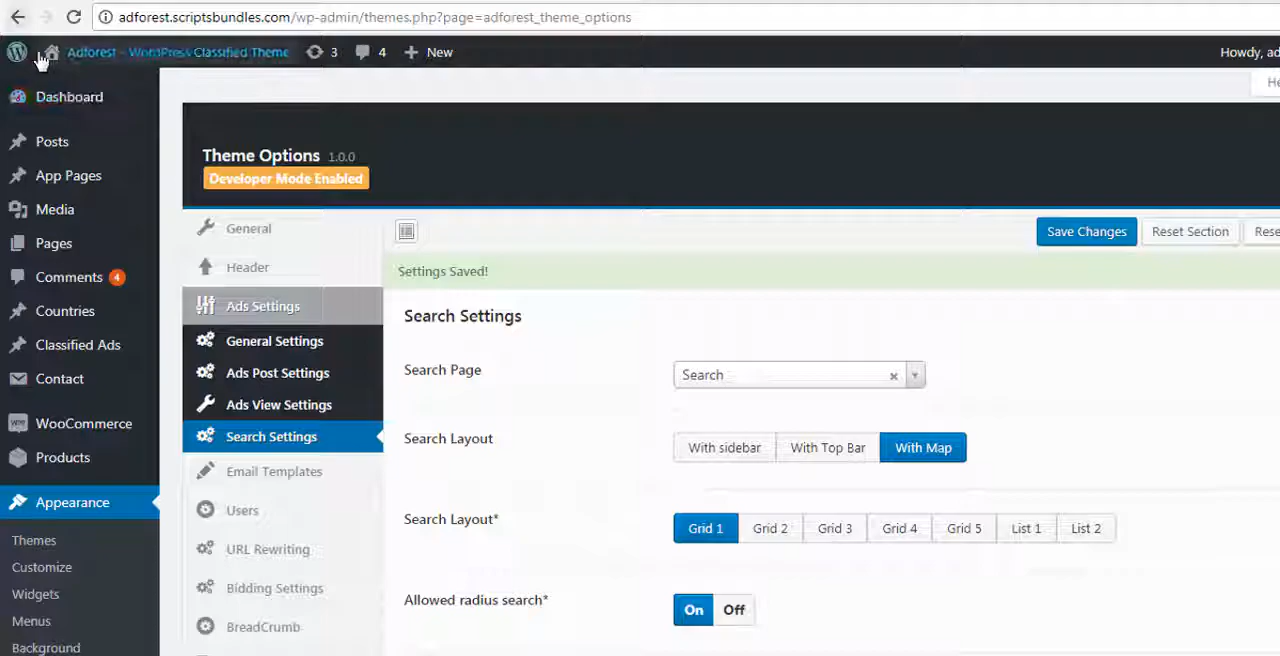 adforest.scriptsbundles.com/wp-admin/themes.php?page=adforest_theme_options
Adforest – WordPress Classified Theme 3 4 New Howdy, ad
He
Dashboard
Posts
App Pages
Media
Pages
Comments 4
Countries
Classified Ads
Contact
WooCommerce
Products
Appearance
Themes
Customize
Widgets
Menus
Background
Theme Options 1.0.0
Developer Mode Enabled
General
Header
Ads Settings
General Settings
Ads Post Settings
Ads View Settings
Search Settings
Email Templates
Users
URL Rewriting
Bidding Settings
BreadCrumb
Save Changes Reset Section Rese
Settings Saved!
Search Settings
Search Page Search
Search Layout With sidebar With Top Bar With Map
Search Layout* Grid 1 Grid 2 Grid 3 Grid 4 Grid 5 List 1 List 2
Allowed radius search* On Off